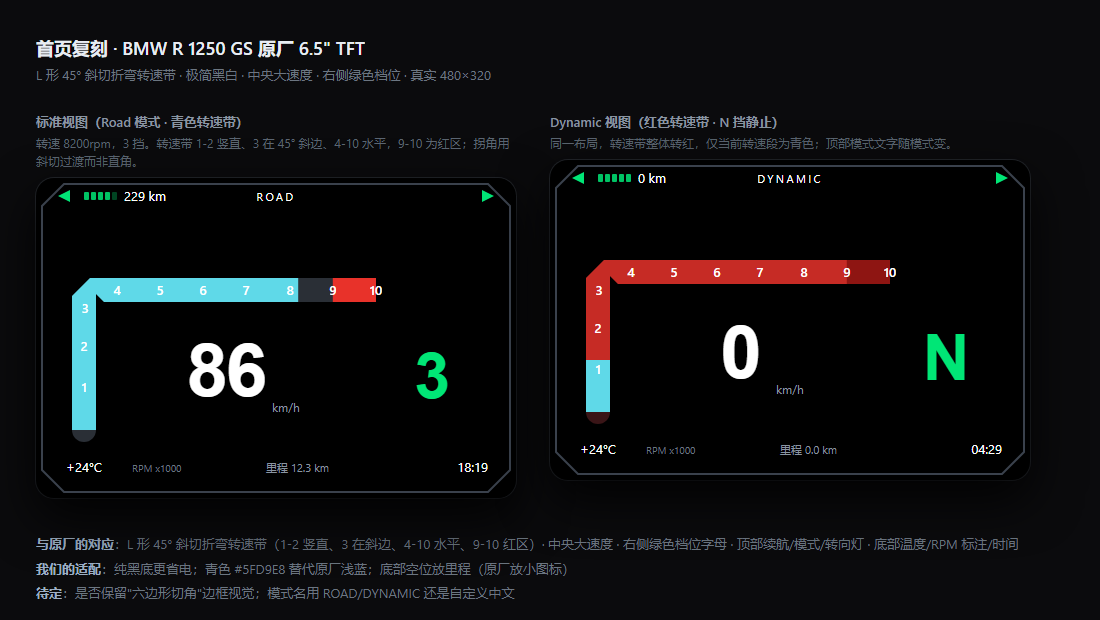 首页复刻 · BMW R 1250 GS 原厂 6.5" TFT
L 形 45° 斜切折弯转速带 · 极简黑白 · 中央大速度 · 右侧绿色档位 · 真实 480×320
标准视图（Road 模式 · 青色转速带）
转速 8200rpm，3 挡。转速带 1-2 竖直、3 在 45° 斜边、4-10 水平，9-10 为红区；拐角用
斜切过渡而非直角。
229 km
ROAD
4 5 6 7 8 9 10
3
2
1
86
km/h
3
+24°C
RPM x1000
里程 12.3 km
18:19
Dynamic 视图（红色转速带 · N 挡静止）
同一布局，转速带整体转红，仅当前转速段为青色；顶部模式文字随模式变。
0 km
DYNAMIC
4 5 6 7 8 9 10
3
2
1
0
km/h
N
+24°C
RPM x1000
里程 0.0 km
04:29
与原厂的对应：L 形 45° 斜切折弯转速带（1-2 竖直、3 在斜边、4-10 水平、9-10 红区）· 中央大速度 · 右侧绿色档位字母 · 顶部续航/模式/转向灯 · 底部温度/RPM 标注/时间
我们的适配：纯黑底更省电；青色 #5FD9E8 替代原厂浅蓝；底部空位放里程（原厂放小图标）
待定：是否保留"六边形切角"边框视觉；模式名用 ROAD/DYNAMIC 还是自定义中文